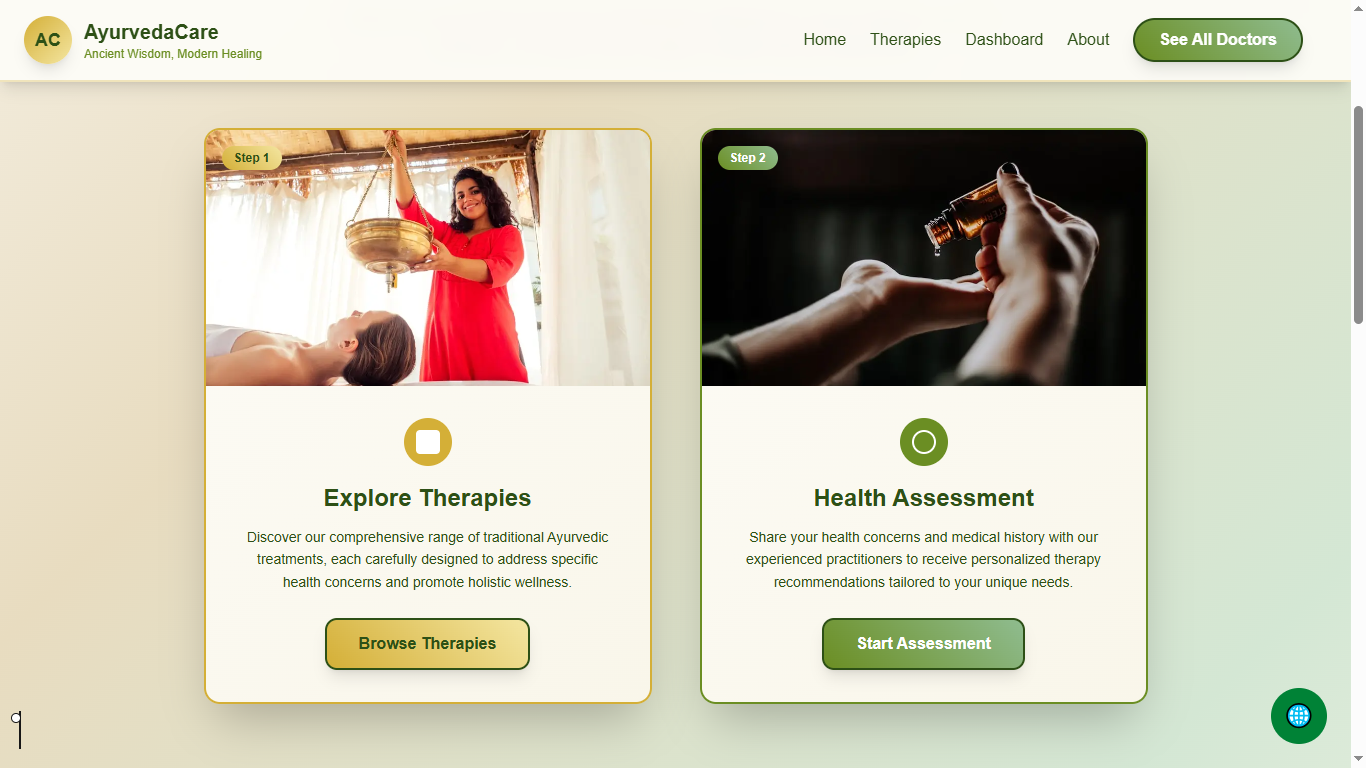 AC
AyurvedaCare
Ancient Wisdom, Modern Healing
Home
Therapies
Dashboard
About
See All Doctors
Step 1
Explore Therapies
Discover our comprehensive range of traditional Ayurvedic
treatments, each carefully designed to address specific
health concerns and promote holistic wellness.
Browse Therapies
Step 2
Health Assessment
Share your health concerns and medical history with our
experienced practitioners to receive personalized therapy
recommendations tailored to your unique needs.
Start Assessment